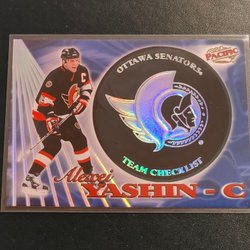 PACIFIC
OTTAWA SENATORS
TEAM CHECKLIST
C
Alexei
YASHIN - C